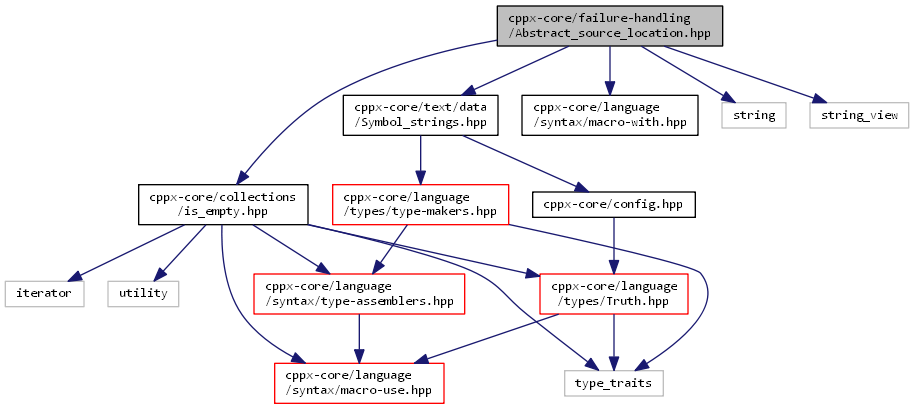 cppx-core/failure-handling
/Abstract_source_location.hpp
cppx-core/text/data
/Symbol_strings.hpp
cppx-core/language
/syntax/macro-with.hpp
string
string_view
cppx-core/collections
/is_empty.hpp
cppx-core/language
/types/type-makers.hpp
cppx-core/config.hpp
iterator
utility
cppx-core/language
/syntax/type-assemblers.hpp
cppx-core/language
/types/Truth.hpp
cppx-core/language
/syntax/macro-use.hpp
type_traits